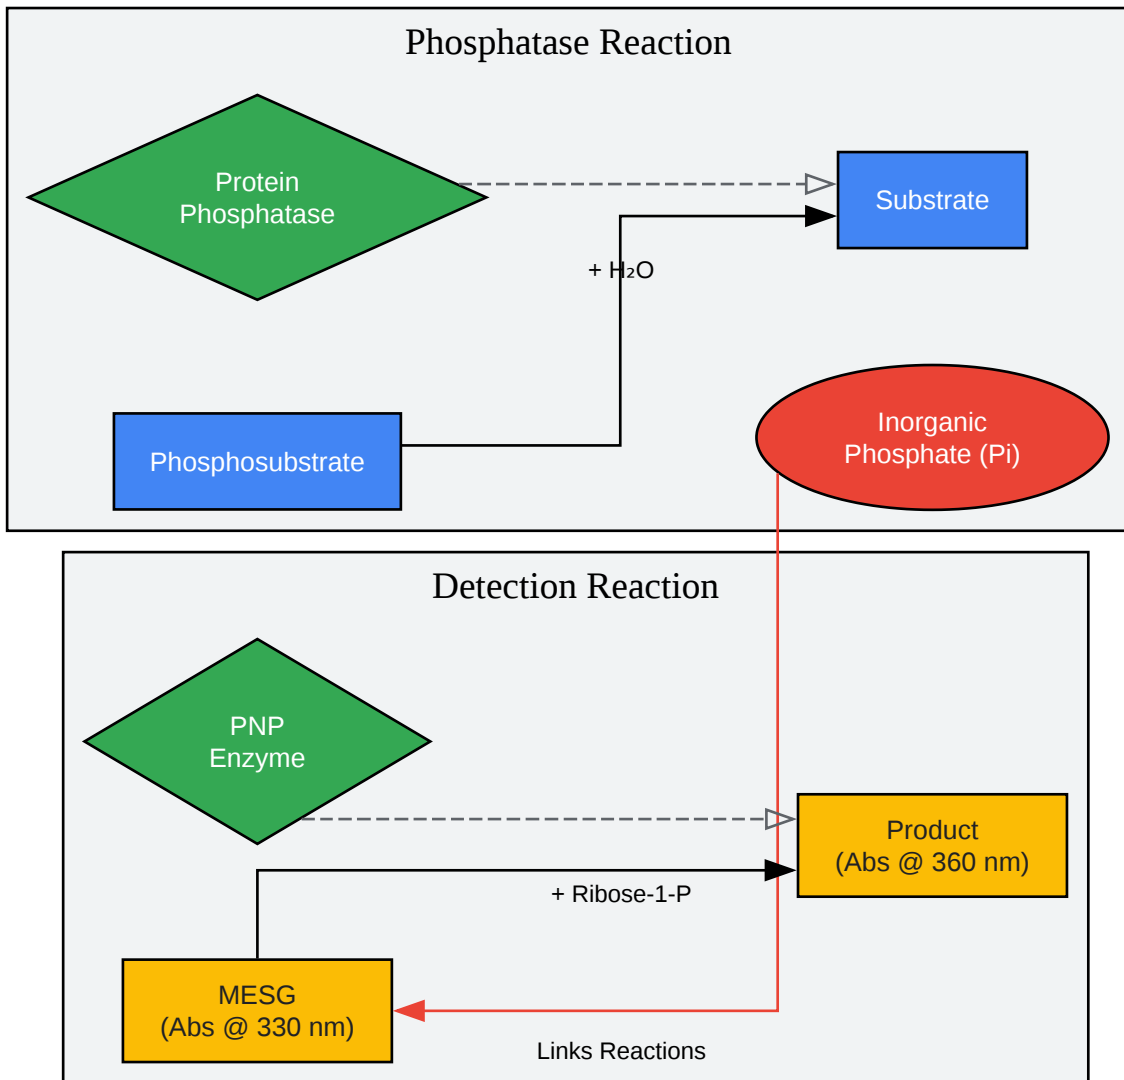 Phosphatase Reaction
Protein
Phosphatase
Substrate
+ H₂O
Inorganic
Phosphate (Pi)
Phosphosubstrate
Detection Reaction
PNP
Enzyme
Product
(Abs @ 360 nm)
+ Ribose-1-P
MESG
(Abs @ 330 nm)
Links Reactions